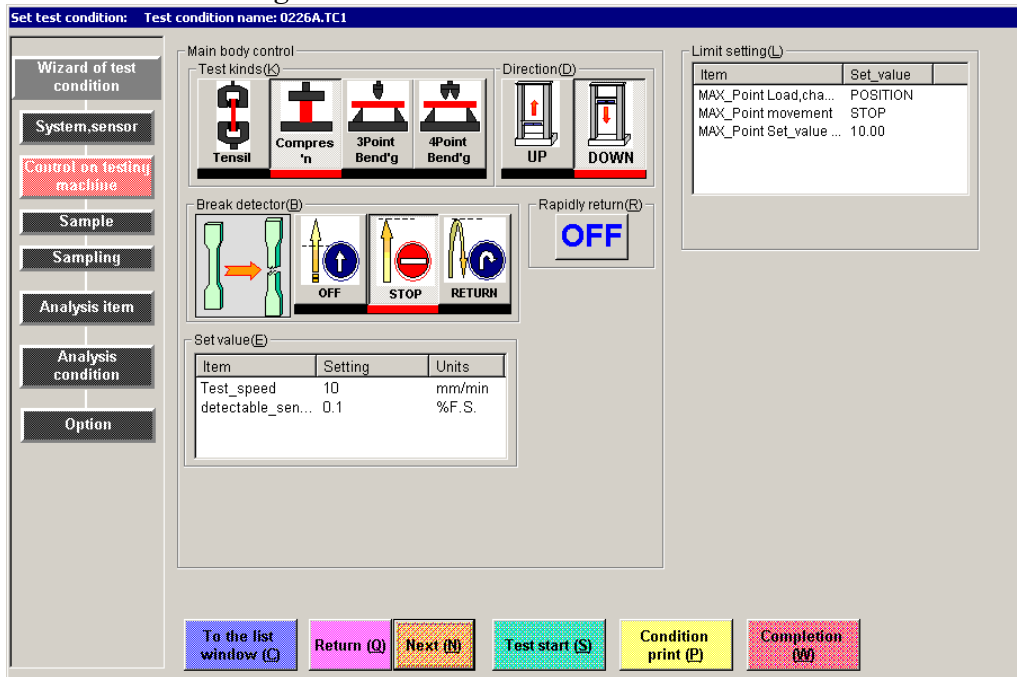 Set test condition: Test condition name: 0226A.TC1
Wizard of test
condition
System,sensor
Control on testing
machine
Sample
Sampling
Analysis item
Analysis
condition
Option
Main body control
Test kinds(K)
Tensil
Compres
'n
3Point
Bend'g
4Point
Bend'g
Direction(D)
UP
DOWN
Break detector(B)
OFF
STOP
RETURN
Rapidly return(R)
OFF
Set value(E)
Item Setting Units
Test_speed 10 mm/min
detectable_sen... 0.1 %F.S.
Limit setting(L)
Item Set_value
MAX_Point Load,cha... POSITION
MAX_Point movement STOP
MAX_Point Set_value ... 10.00
To the list
window (C)
Return (Q)
Next (N)
Test start (S)
Condition
print (P)
Completion
(W)